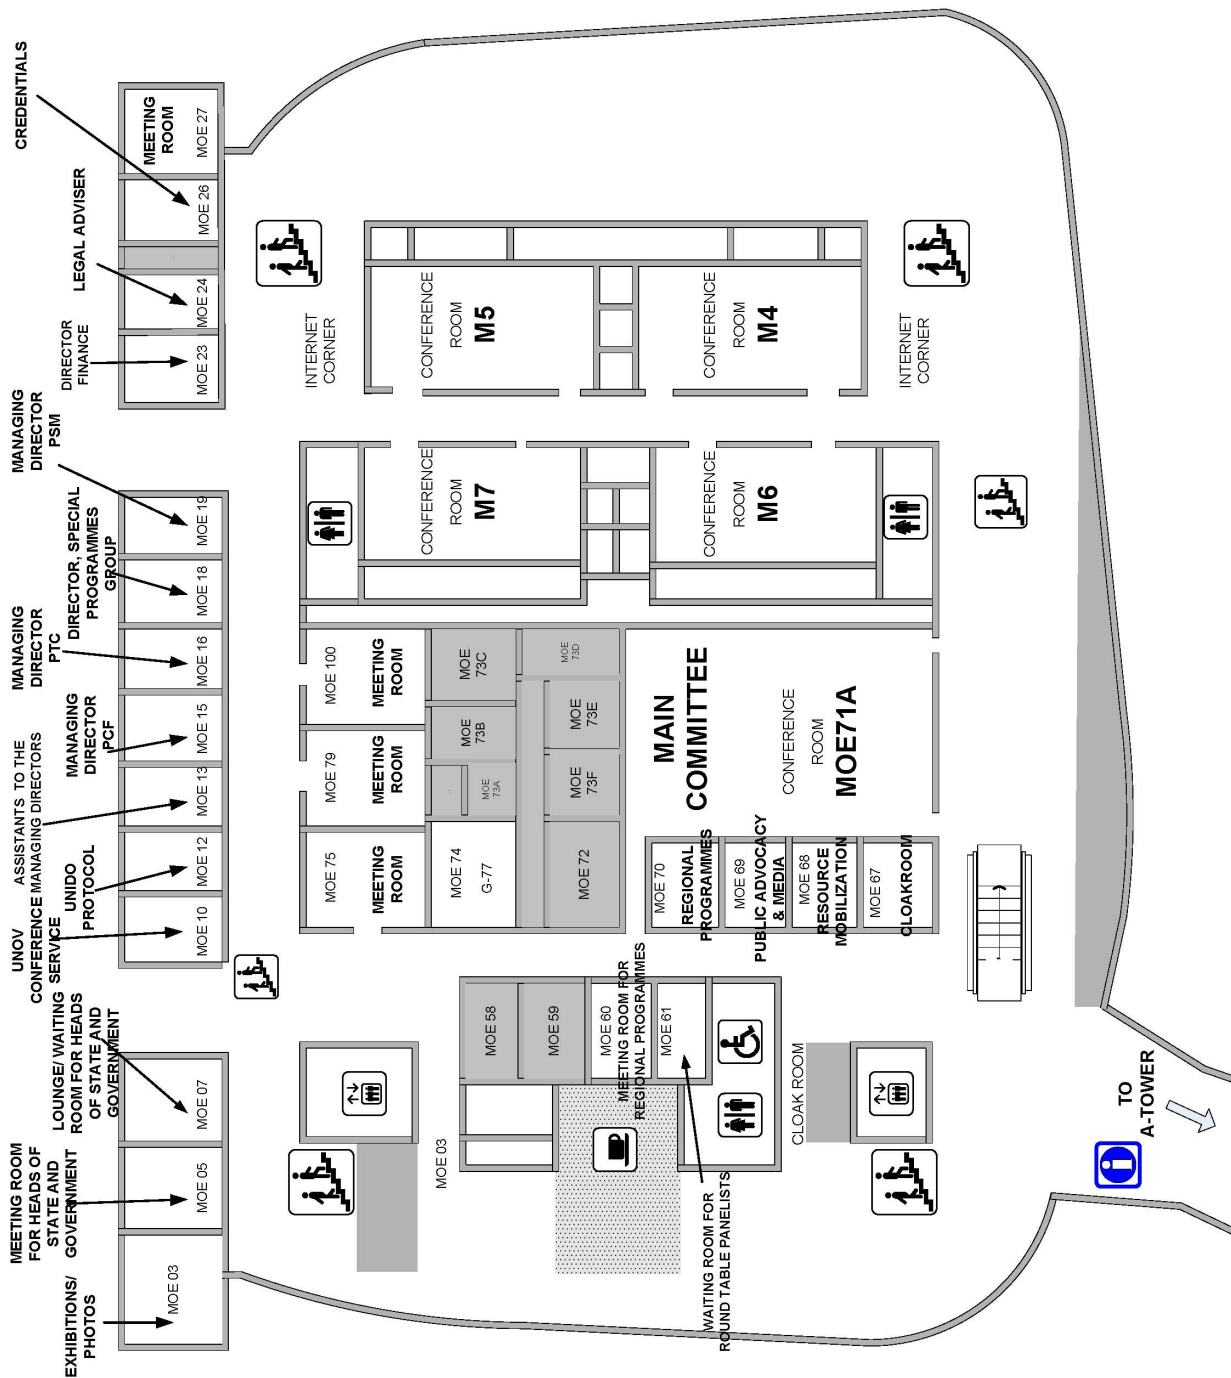 EXHIBITIONS/
PHOTOS
MOE 03
MEETING ROOM
FOR HEADS OF
STATE AND
GOVERNMENT
MOE 05
LOUNGE/WAITING
ROOM FOR HEADS
OF STATE AND
GOVERNMENT
MOE 07
UNOV
CONFERENCE
SERVICE
MOE 10
UNIDO
PROTOCOL
MOE 12
ASSISTANTS TO THE
MANAGING DIRECTORS
MOE 13
MANAGING
DIRECTOR
PCF
MOE 15
MANAGING
DIRECTOR
PTC
MOE 16
DIRECTOR, SPECIAL
PROGRAMMES
GROUP
MOE 18
MANAGING
DIRECTOR
PSM
MOE 19
DIRECTOR
FINANCE
MOE 23
LEGAL ADVISER
MOE 24
CREDENTIALS
MOE 26
MEETING
ROOM
MOE 27
INTERNET
CORNER
CONFERENCE
ROOM
M5
CONFERENCE
ROOM
M4
INTERNET
CORNER
CONFERENCE
ROOM
M7
CONFERENCE
ROOM
M6
MOE 75
MEETING
ROOM
MOE 79
MEETING
ROOM
MOE 100
MEETING
ROOM
MOE 74
G-77
MOE
73A
MOE
73B
MOE
73C
MOE
73D
MOE 72
MOE
73F
MOE
73E
MAIN
COMMITTEE
CONFERENCE
ROOM
MOE71A
MOE 70
REGIONAL
PROGRAMMES
MOE 69
PUBLIC ADVOCACY
& MEDIA
MOE 68
RESOURCE
MOBILIZATION
MOE 67
CLOAKROOM
MOE 03
MOE 58
MOE 59
MOE 60
MEETING ROOM FOR
REGIONAL PROGRAMMES
MOE 61
WAITING ROOM FOR
ROUND TABLE PANELISTS
CLOAK ROOM
TO
A-TOWER